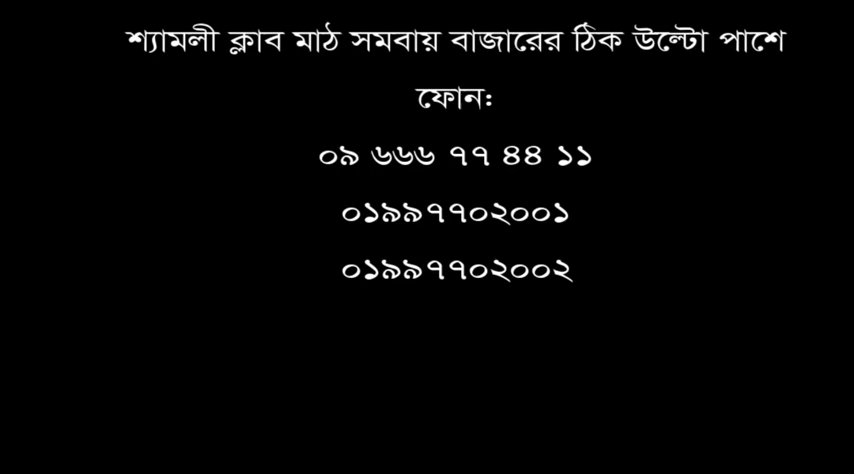 শ্যামলী ক্লাব মাঠ সমবায় বাজারের ঠিক উল্টো পাশে
ফোন:
০৯ ৬৬৬ ৭৭ ৪৪ ১১
০১৯৯৭৭০২০০১
০১৯৯৭৭০২০০২